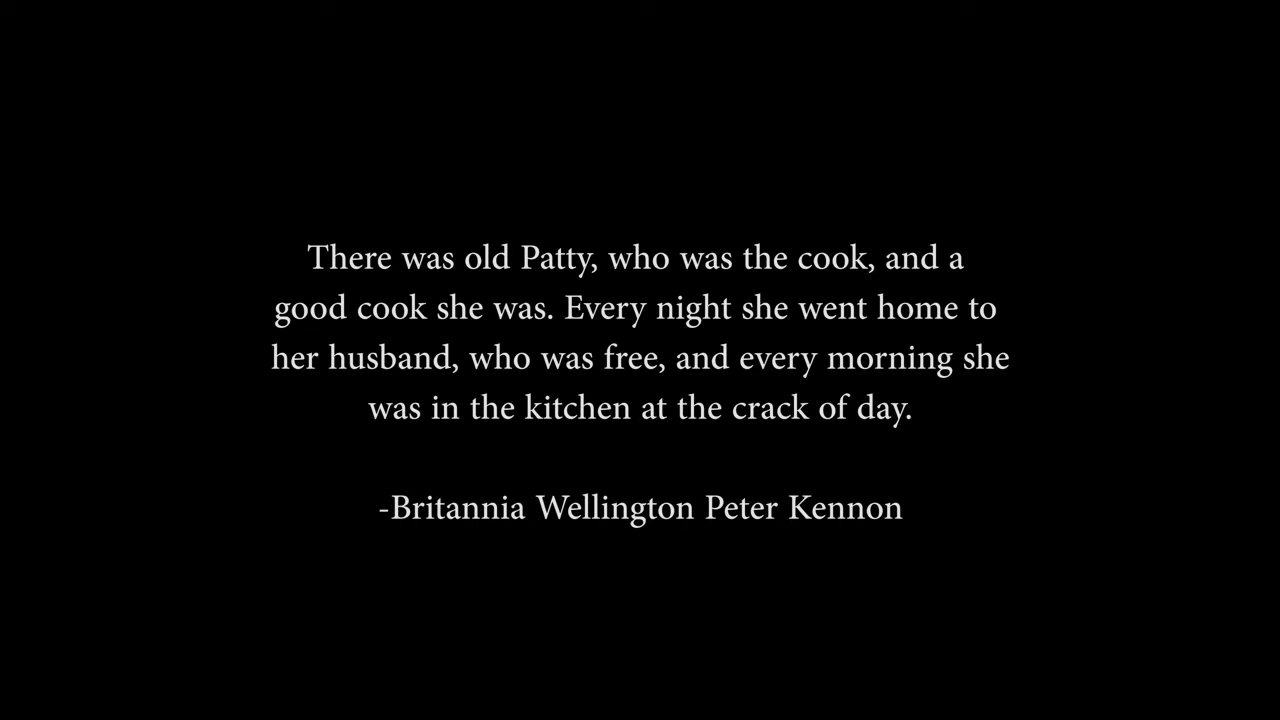 There was old Patty, who was the cook, and a
good cook she was. Every night she went home to
her husband, who was free, and every morning she
was in the kitchen at the crack of day.
-Britannia Wellington Peter Kennon